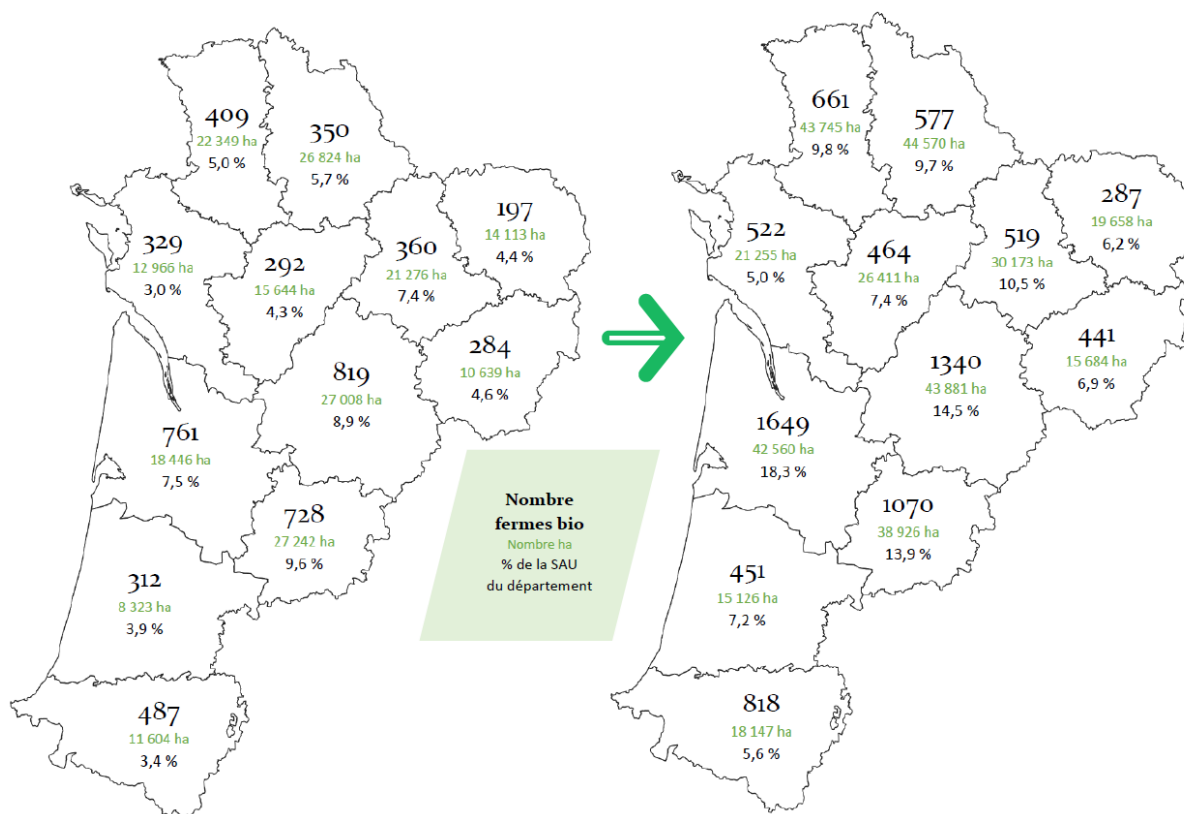 409
22 349 ha
5,0 %
350
26 824 ha
5,7 %
197
14 113 ha
4,4 %
329
12 966 ha
3,0 %
292
15 644 ha
4,3 %
360
21 276 ha
7,4 %
284
10 639 ha
4,6 %
819
27 008 ha
8,9 %
761
18 446 ha
7,5 %
728
27 242 ha
9,6 %
312
8 323 ha
3,9 %
487
11 604 ha
3,4 %
Nombre
fermes bio
Nombre ha
% de la SAU
du département
661
43 745 ha
9,8 %
577
44 570 ha
9,7 %
287
19 658 ha
6,2 %
522
21 255 ha
5,0 %
464
26 411 ha
7,4 %
519
30 173 ha
10,5 %
441
15 684 ha
6,9 %
1340
43 881 ha
14,5 %
1649
42 560 ha
18,3 %
1070
38 926 ha
13,9 %
451
15 126 ha
7,2 %
818
18 147 ha
5,6 %